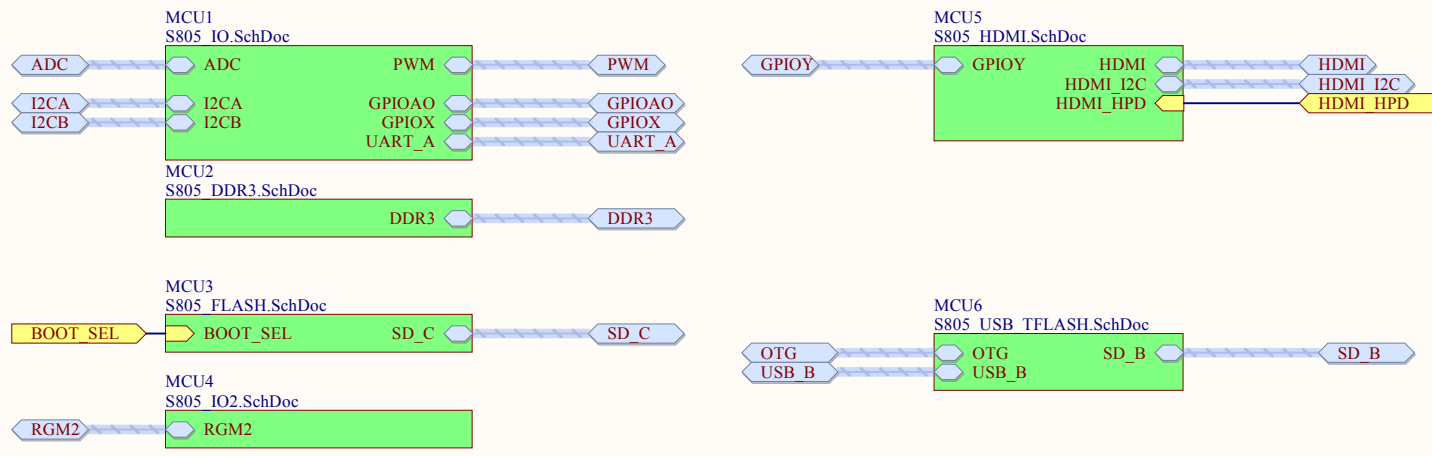 MCU1
S805_IO.SchDoc
ADC ADC PWM PWM
I2CA I2CA GPIOAO GPIOAO
I2CB I2CB GPIOX GPIOX
UART_A UART_A
MCU2
S805_DDR3.SchDoc
DDR3 DDR3
MCU3
S805_FLASH.SchDoc
BOOT_SEL BOOT_SEL SD_C SD_C
MCU4
S805_IO2.SchDoc
RGM2 RGM2
MCU5
S805_HDMI.SchDoc
GPIOY GPIOY HDMI HDMI
HDMI_I2C HDMI_I2C
HDMI_HPD HDMI_HPD
MCU6
S805_USB_TFLASH.SchDoc
OTG OTG SD_B SD_B
USB_B USB_B